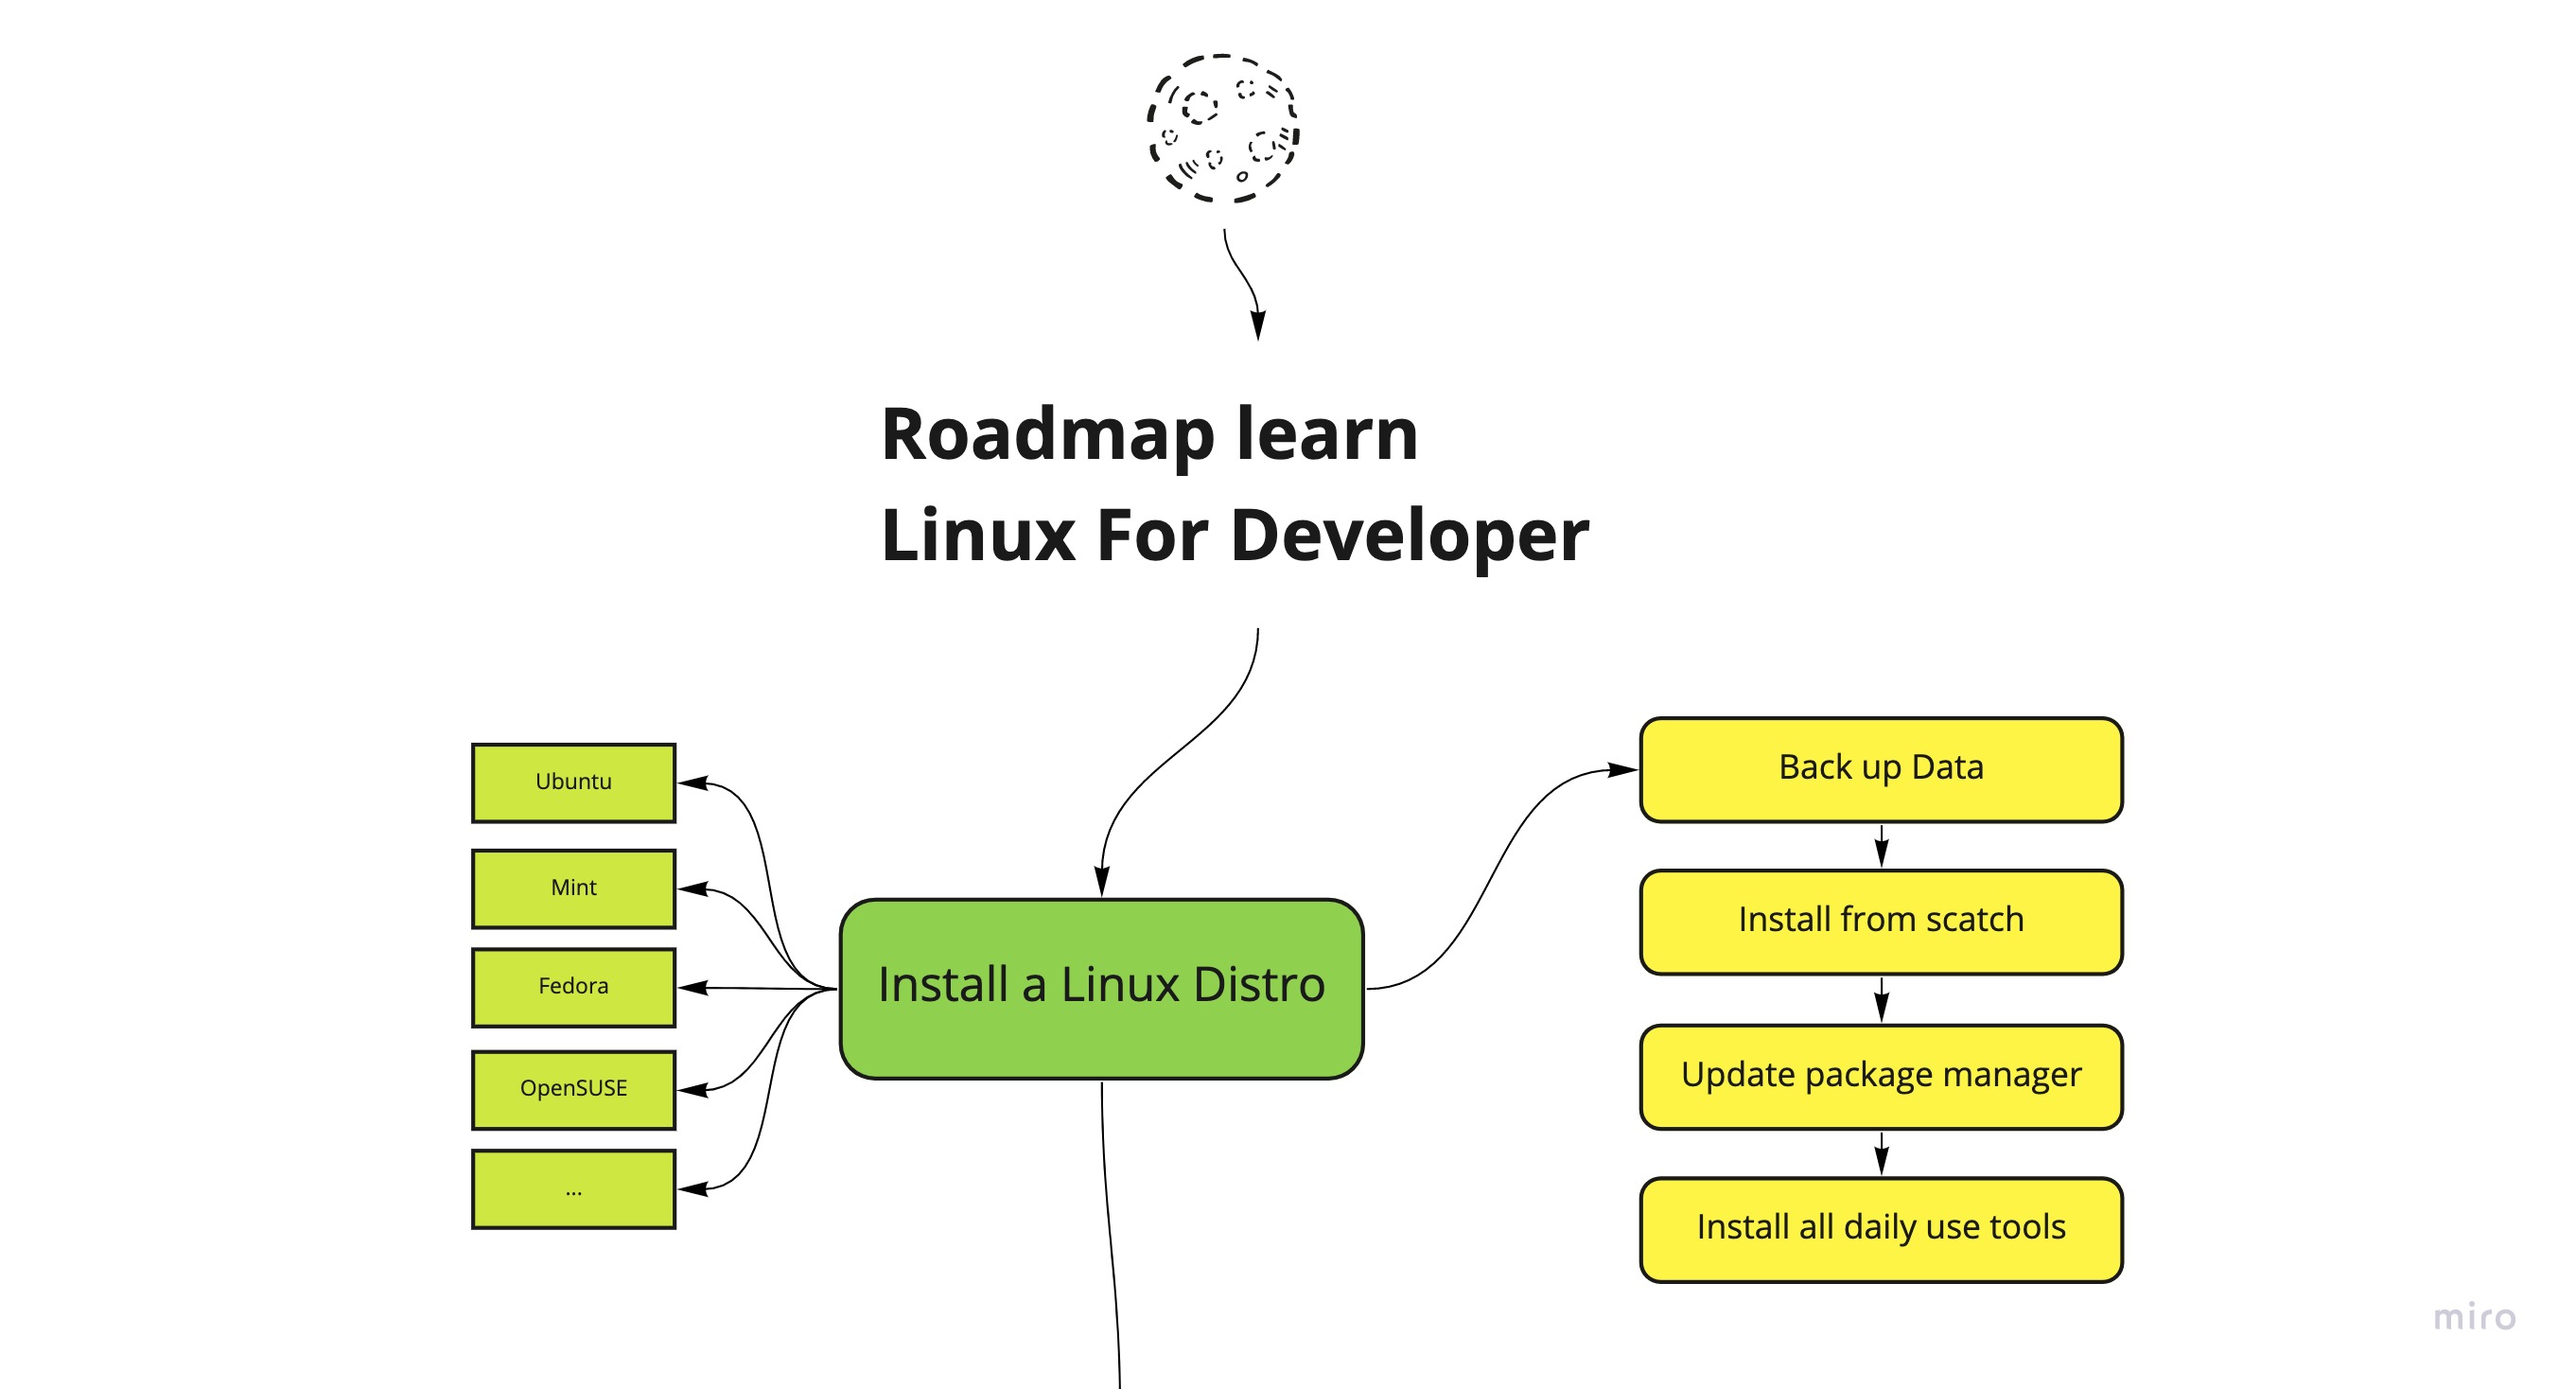 Roadmap learn
Linux For Developer
Ubuntu
Mint
Fedora
OpenSUSE
...
Install a Linux Distro
Back up Data
Install from scatch
Update package manager
Install all daily use tools
miro